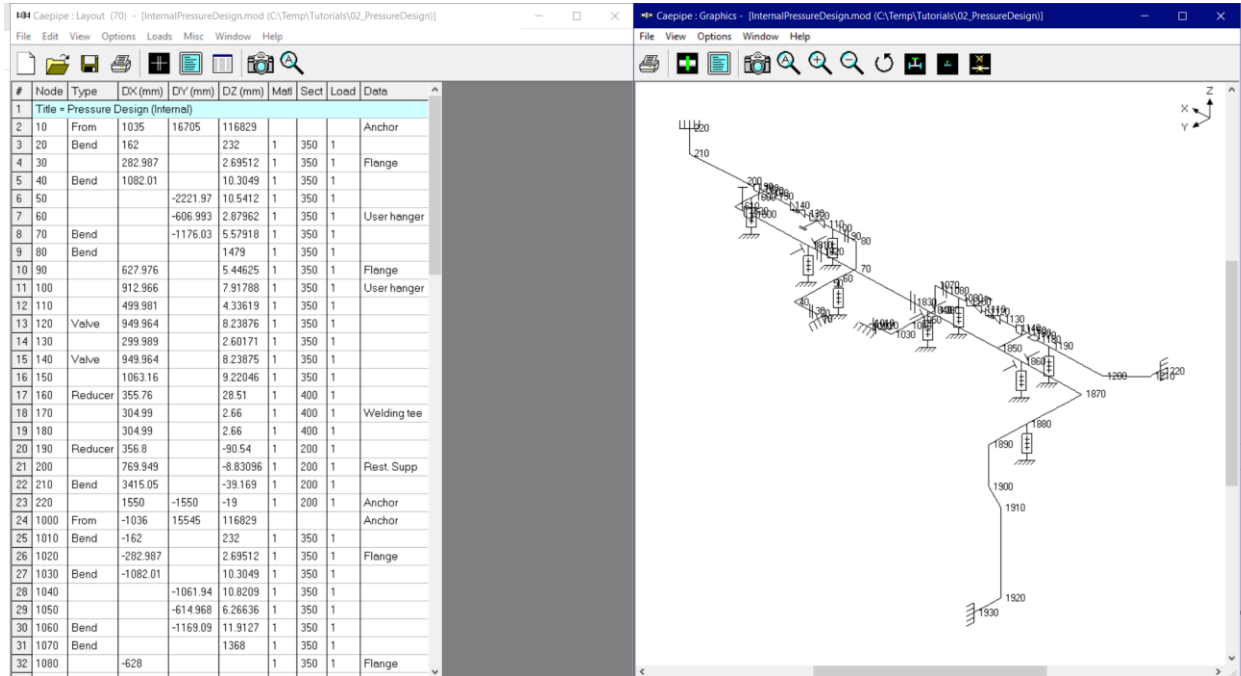 Caepipe : Layout (70) - [InternalPressureDesign.mod (C:\Temp\Tutorials\02_PressureDesign)]
File Edit View Options Loads Misc Window Help
# Node Type DX (mm) DY (mm) DZ (mm) Matl Sect Load Data
1 Title = Pressure Design (Internal)
2 10 From 1035 16705 116829 Anchor
3 20 Bend 162 232 1 350 1
4 30 282.987 2.69512 1 350 1 Flange
5 40 Bend 1082.01 10.3049 1 350 1
6 50 -2221.97 10.5412 1 350 1
7 60 -606.993 2.87962 1 350 1 User hanger
8 70 Bend -1176.03 5.57918 1 350 1
9 80 Bend 1479 1 350 1
10 90 627.976 5.44625 1 350 1 Flange
11 100 912.966 7.91788 1 350 1 User hanger
12 110 499.981 4.33619 1 350 1
13 120 Valve 949.964 8.23876 1 350 1
14 130 299.989 2.60171 1 350 1
15 140 Valve 949.964 8.23875 1 350 1
16 150 1063.16 9.22046 1 350 1
17 160 Reducer 355.76 28.51 1 400 1
18 170 304.99 2.66 1 400 1 Welding tee
19 180 304.99 2.66 1 400 1
20 190 Reducer 356.8 -90.54 1 200 1
21 200 769.949 -8.83096 1 200 1 Rest. Supp
22 210 Bend 3415.05 -39.169 1 200 1
23 220 1550 -1550 -19 1 200 1 Anchor
24 1000 From -1036 15545 116829 Anchor
25 1010 Bend -162 232 1 350 1
26 1020 -282.987 2.69512 1 350 1 Flange
27 1030 Bend -1082.01 10.3049 1 350 1
28 1040 -1061.94 10.8209 1 350 1
29 1050 -614.968 6.26636 1 350 1
30 1060 Bend -1169.09 11.9127 1 350 1
31 1070 Bend 1368 1 350 1
32 1080 -628 1 350 1 Flange
Caepipe : Graphics - [InternalPressureDesign.mod (C:\Temp\Tutorials\02_PressureDesign)]
File View Options Window Help
Z
X
Y
220
210
200
140
110
90
80
70
60
40
1070
1080
1830
1130
1030
1850
1190
1860
1200
1220
1870
1880
1890
1900
1910
1920
1930